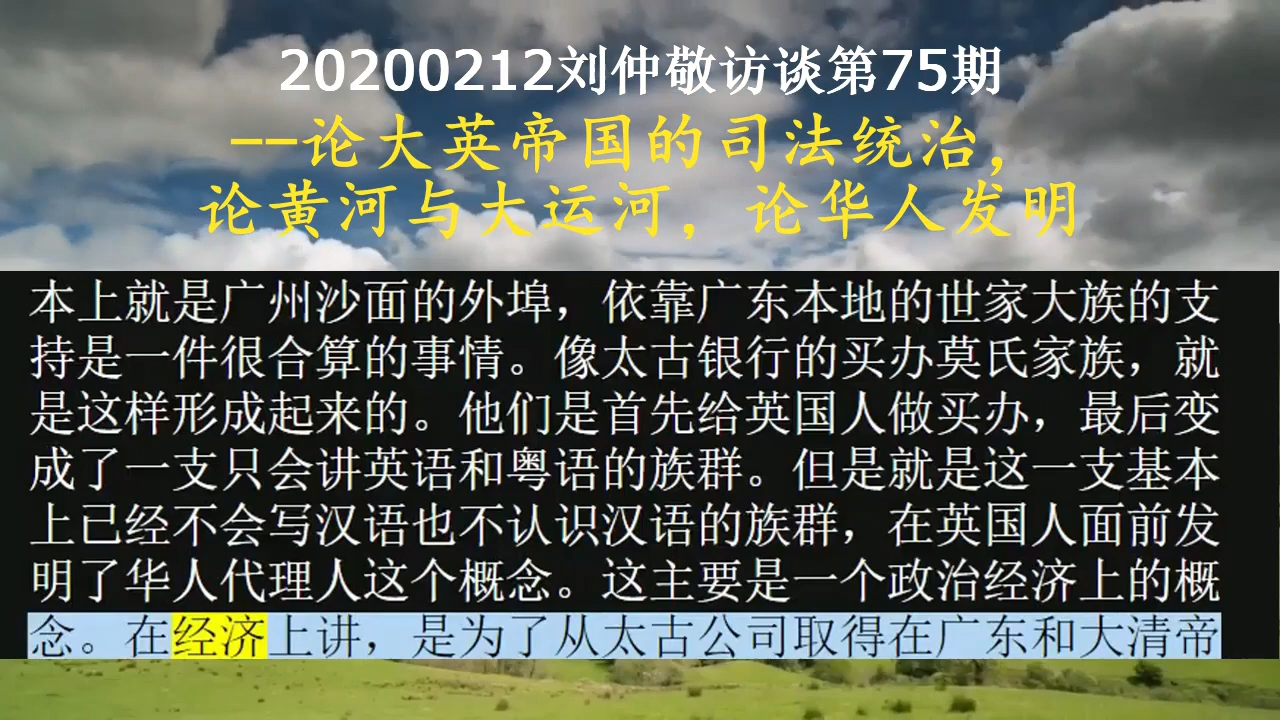 20200212刘仲敬访谈第75期
--论大英帝国的司法统治，
论黄河与大运河，论华人发明
本上就是广州沙面的外埠，依靠广东本地的世家大族的支
持是一件很合算的事情。像太古银行的买办莫氏家族，就
是这样形成起来的。他们是首先给英国人做买办，最后变
成了一支只会讲英语和粤语的族群。但是就是这一支基本
上已经不会写汉语也不认识汉语的族群，在英国人面前发
明了华人代理人这个概念。这主要是一个政治经济上的概
念。在经济上讲，是为了从太古公司取得在广东和大清帝